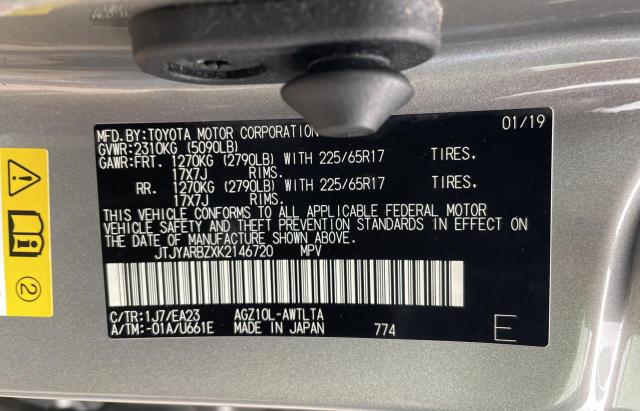 MFD.BY:TOYOTA MOTOR CORPORATION 01/19
GVWR:2310KG (5090LB)
GAWR:FRT. 1270KG (2790LB) WITH 225/65R17 TIRES.
17X7J RIMS.
RR. 1270KG (2790LB) WITH 225/65R17 TIRES.
17X7J RIMS.
THIS VEHICLE CONFORMS TO ALL APPLICABLE FEDERAL MOTOR
VEHICLE SAFETY AND THEFT PREVENTION STANDARDS IN EFFECT ON
THE DATE OF MANUFACTURE SHOWN ABOVE.
JTJYARBZXK2146720 MPV
C/TR:1J7/EA23 AGZ10L-AWTLTA
A/TM:-01A/U661E MADE IN JAPAN 774 E
2